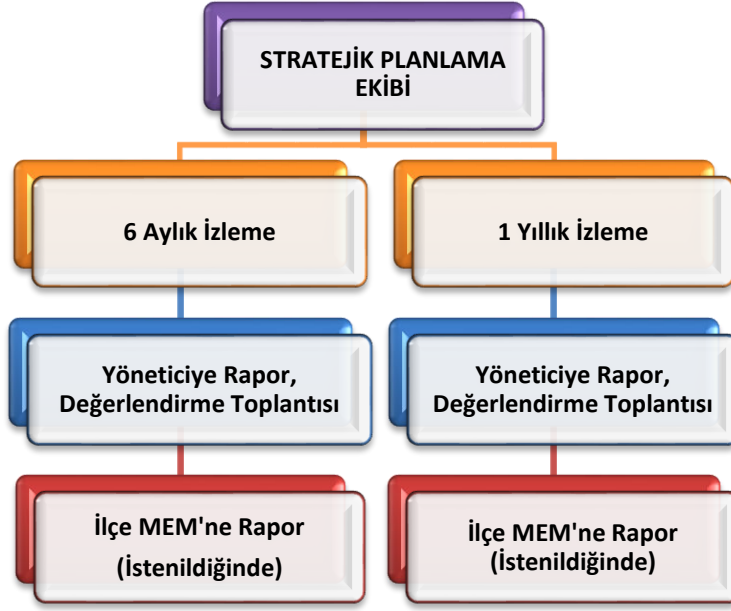 STRATEJİK PLANLAMA
EKİBİ
6 Aylık İzleme
1 Yıllık İzleme
Yöneticiye Rapor,
Değerlendirme Toplantısı
Yöneticiye Rapor,
Değerlendirme Toplantısı
İlçe MEM'ne Rapor
(İstenildiğinde)
İlçe MEM'ne Rapor
(İstenildiğinde)